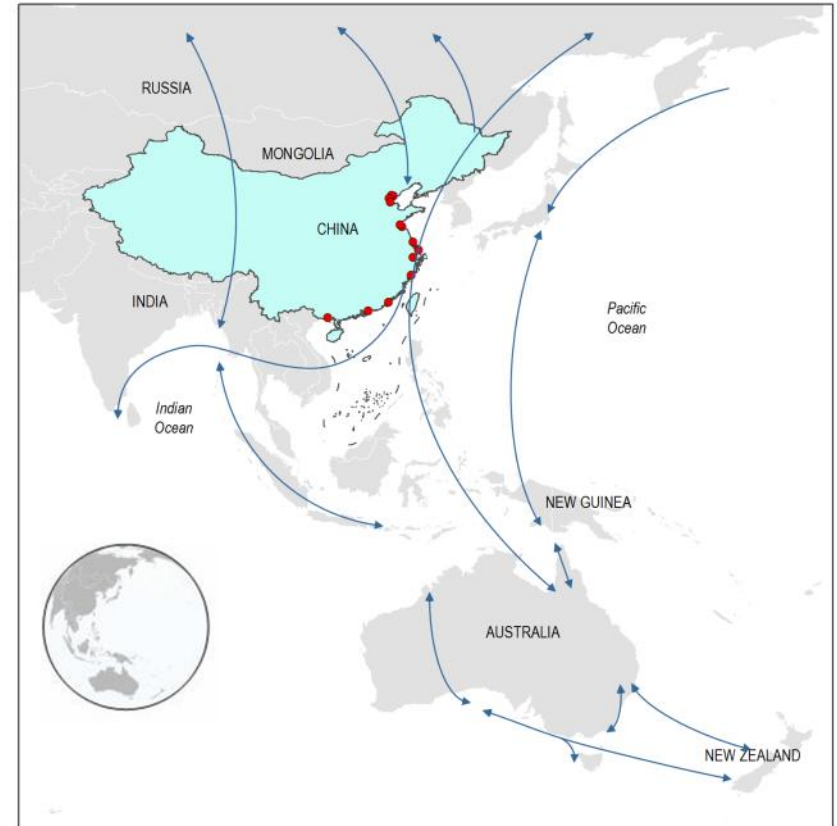 RUSSIA
MONGOLIA
CHINA
INDIA
Pacific
Ocean
Indian
Ocean
NEW GUINEA
AUSTRALIA
NEW ZEALAND